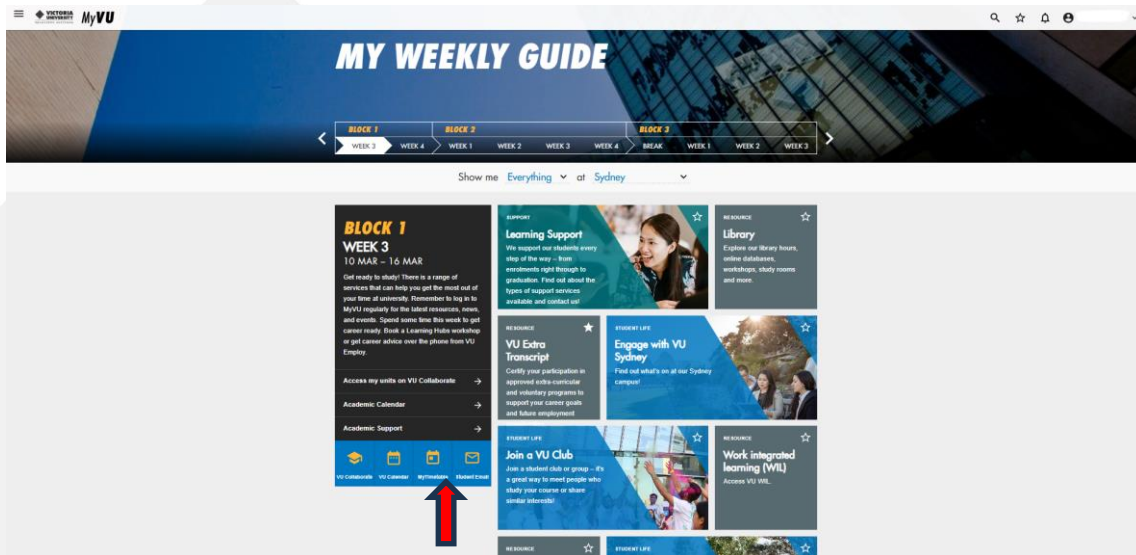 VICTORIA UNIVERSITY
MyVU
MY WEEKLY GUIDE
BLOCK 1
BLOCK 2
BLOCK 3
WEEK 3
WEEK 4
WEEK 1
WEEK 2
WEEK 3
WEEK 4
BREAK
WEEK 1
WEEK 2
WEEK 3
Show me Everything at Sydney
BLOCK 1
WEEK 3
10 MAR – 16 MAR
Get ready to study! There is a range of
services that can help you get the most out of
your time at university. Remember to log in to
MyVU regularly for the latest resources, news,
and events. Spend some time this week to get
career ready. Book a Learning Hubs workshop
or get career advice over the phone from VU
Employ.
Access my units on VU Collaborate
Academic Calendar
Academic Support
VU Collaborate
VU Calendar
MyTimetable
Student Email
SUPPORT
Learning Support
We support our students every
step of the way – from
enrolments right through to
graduation. Find out about the
types of support services
available and contact us!
RESOURCE
Library
Explore our library hours,
online databases,
workshops, study rooms
and more.
RESOURCE
VU Extra
Transcript
Certify your participation in
approved extra-curricular
and voluntary programs to
support your career goals
and future employment
STUDENT LIFE
Engage with VU
Sydney
Find out what's on at our Sydney
campus!
STUDENT LIFE
Join a VU Club
Join a student club or group – it's
a great way to meet people who
study your course or share
similar interests!
RESOURCE
Work integrated
learning (WIL)
Access VU WIL.
RESOURCE
STUDENT LIFE